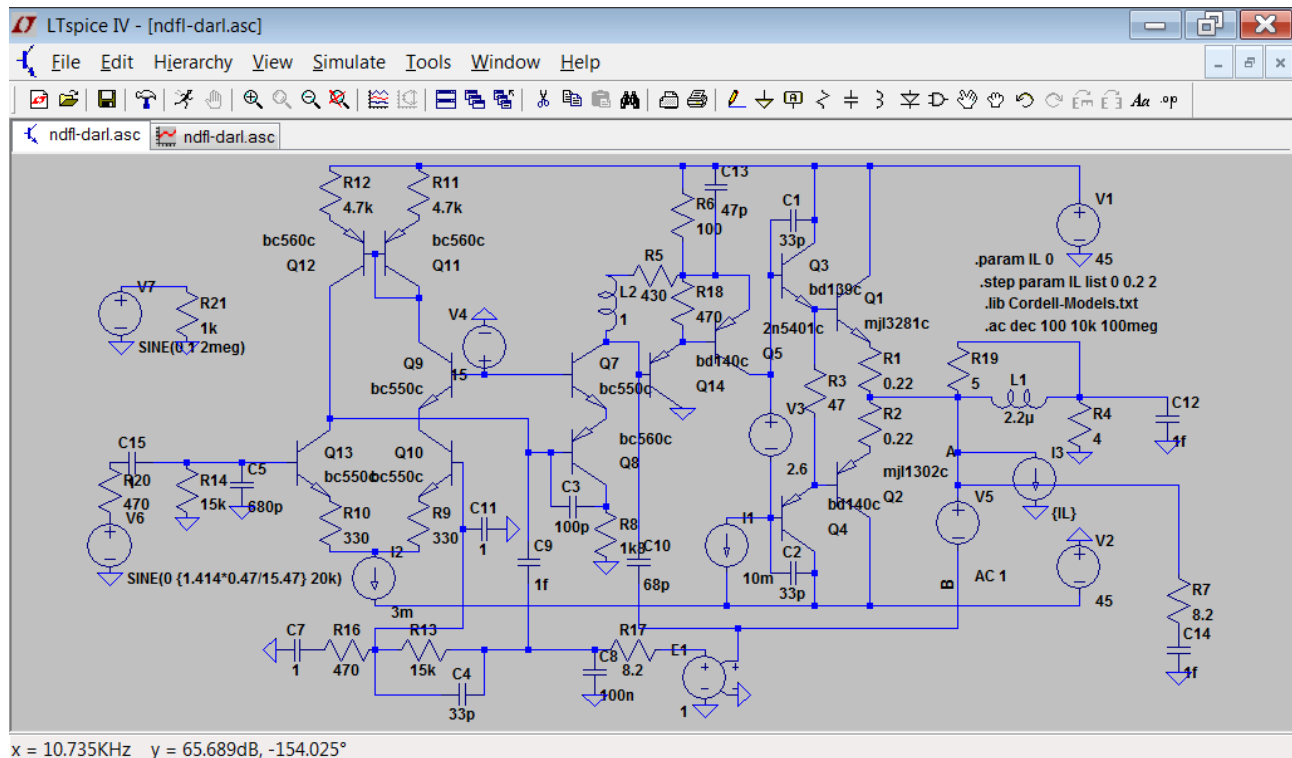 LTspice IV - [ndfl-darl.asc]
File Edit Hierarchy View Simulate Tools Window Help
ndfl-darl.asc ndfl-darl.asc
R12
4.7k
R11
4.7k
bc560c
Q12
bc560c
Q11
R6
100
C13
47p
C1
33p
V1
45
.param IL 0
.step param IL list 0 0.2 2
.lib Cordell-Models.txt
.ac dec 100 10k 100meg
V7
R21
1k
SINE(0 1 2meg)
V4
15
L2
1
R5
430
R18
470
Q3
bd139c
Q1
mjl3281c
2n5401c
Q5
bd140c
Q14
Q9
bc550c
Q7
bc550c
R1
0.22
R3
47
R2
0.22
R19
5
L1
2.2µ
R4
4
C12
1f
V3
2.6
bc560c
Q8
mjl1302c
Q2
bd140c
Q4
A
I3
{IL}
V5
AC 1
B
C15
1
R20
470
V6
R14
15k
C5
680p
Q13
bc550c
Q10
bc550c
R10
330
R9
330
C11
1
C3
100p
R8
1k8
C9
1f
C10
68p
I1
10m
C2
33p
V2
45
R7
8.2
C14
1f
SINE(0 {1.414*0.47/15.47} 20k)
I2
3m
C7
1
R16
470
R13
15k
C4
33p
C8
100n
R17
8.2
E1
1
x = 10.735KHz y = 65.689dB, -154.025°